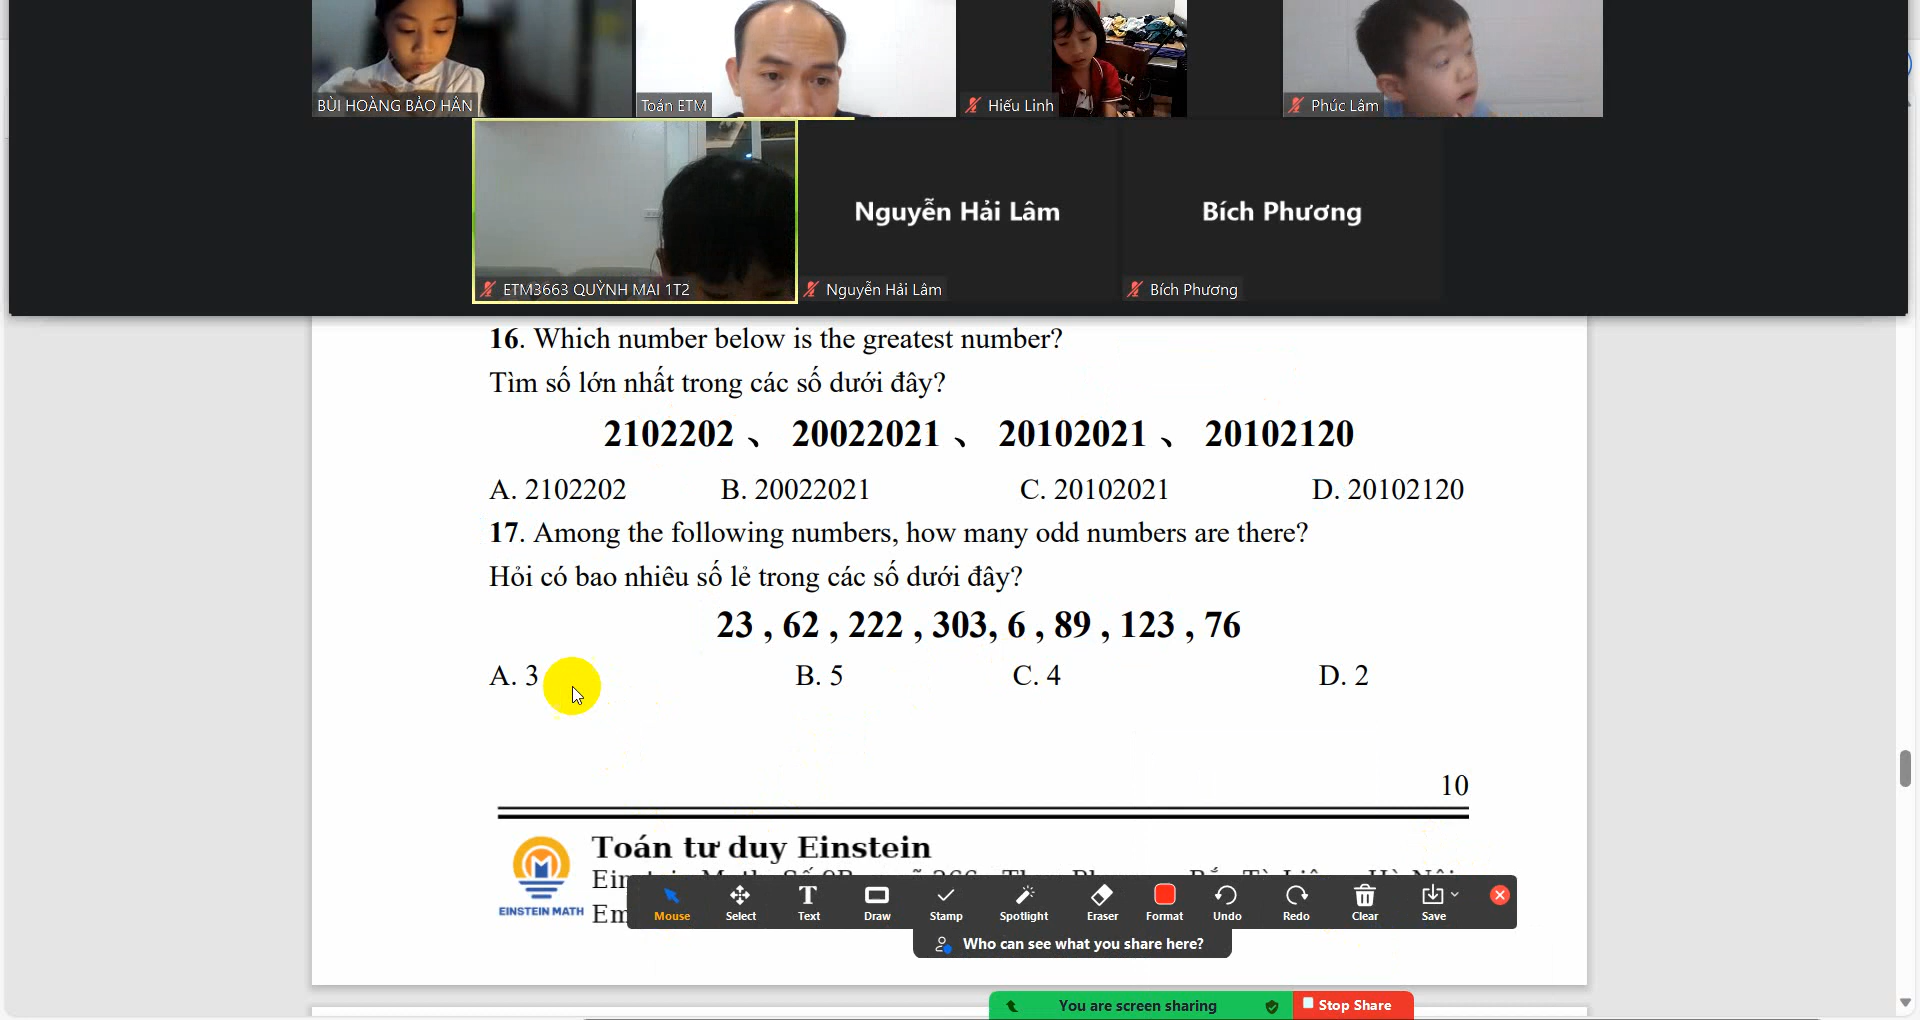 BÙI HOÀNG BẢO HÂN
Toán ETM
Hiếu Linh
Phúc Lâm
ETM3663 QUỲNH MAI 1T2
Nguyễn Hải Lâm
Nguyễn Hải Lâm
Bích Phương
Bích Phương
16. Which number below is the greatest number?
Tìm số lớn nhất trong các số dưới đây?
2102202 、 20022021 、 20102021 、 20102120
A. 2102202 B. 20022021 C. 20102021 D. 20102120
17. Among the following numbers, how many odd numbers are there?
Hỏi có bao nhiêu số lẻ trong các số dưới đây?
23 , 62 , 222 , 303, 6 , 89 , 123 , 76
A. 3 B. 5 C. 4 D. 2
10
Toán tư duy Einstein
EINSTEIN MATH
Mouse Select Text Draw Stamp Spotlight Eraser Format Undo Redo Clear Save
Who can see what you share here?
You are screen sharing Stop Share